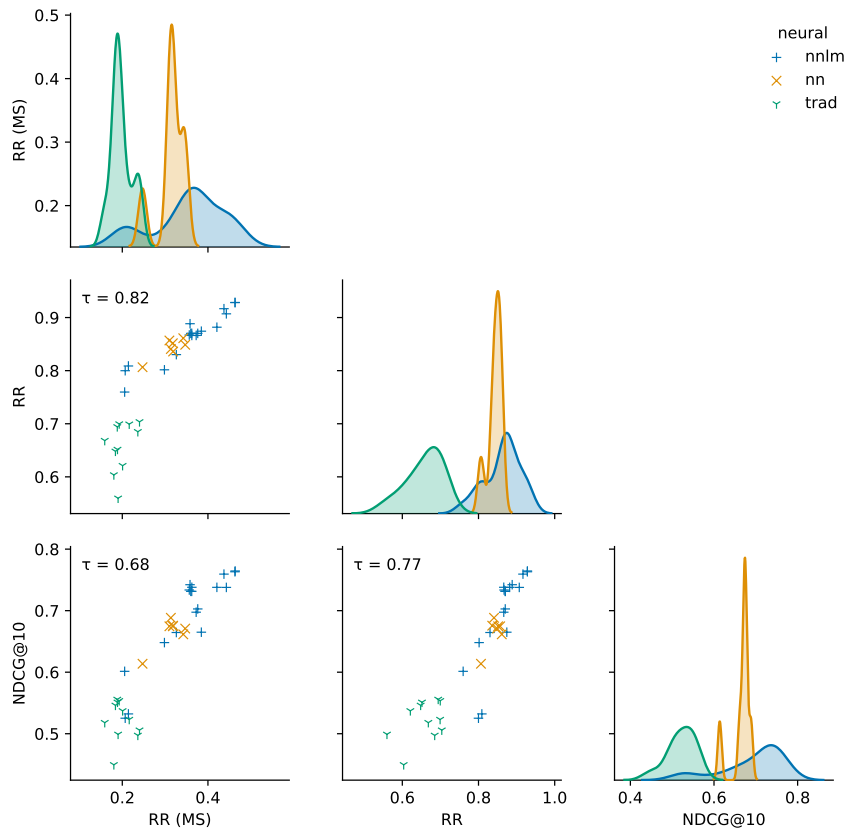 0.5
0.4
0.3
0.2
RR (MS)
neural
nnlm
nn
trad
τ = 0.82
0.9
0.8
0.7
0.6
RR
τ = 0.68
τ = 0.77
0.8
0.7
0.6
0.5
NDCG@10
0.2 0.4
0.6 0.8 1.0
0.4 0.6 0.8
RR (MS)
RR
NDCG@10